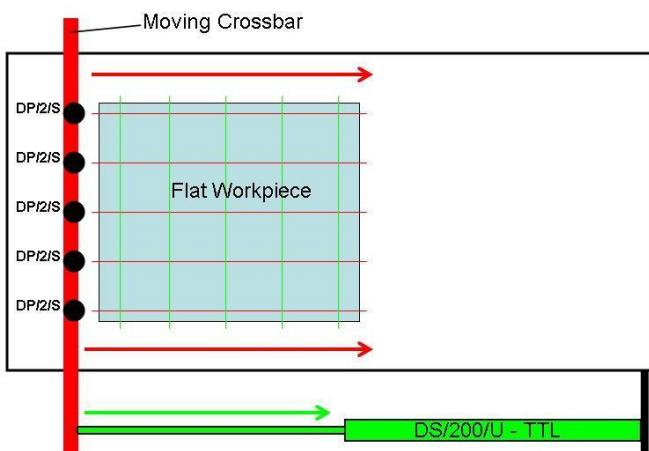 Moving Crossbar
DP/2/S
DP/2/S
Flat Workpiece
DP/2/S
DP/2/S
DP/2/S
DS/200/U - TTL